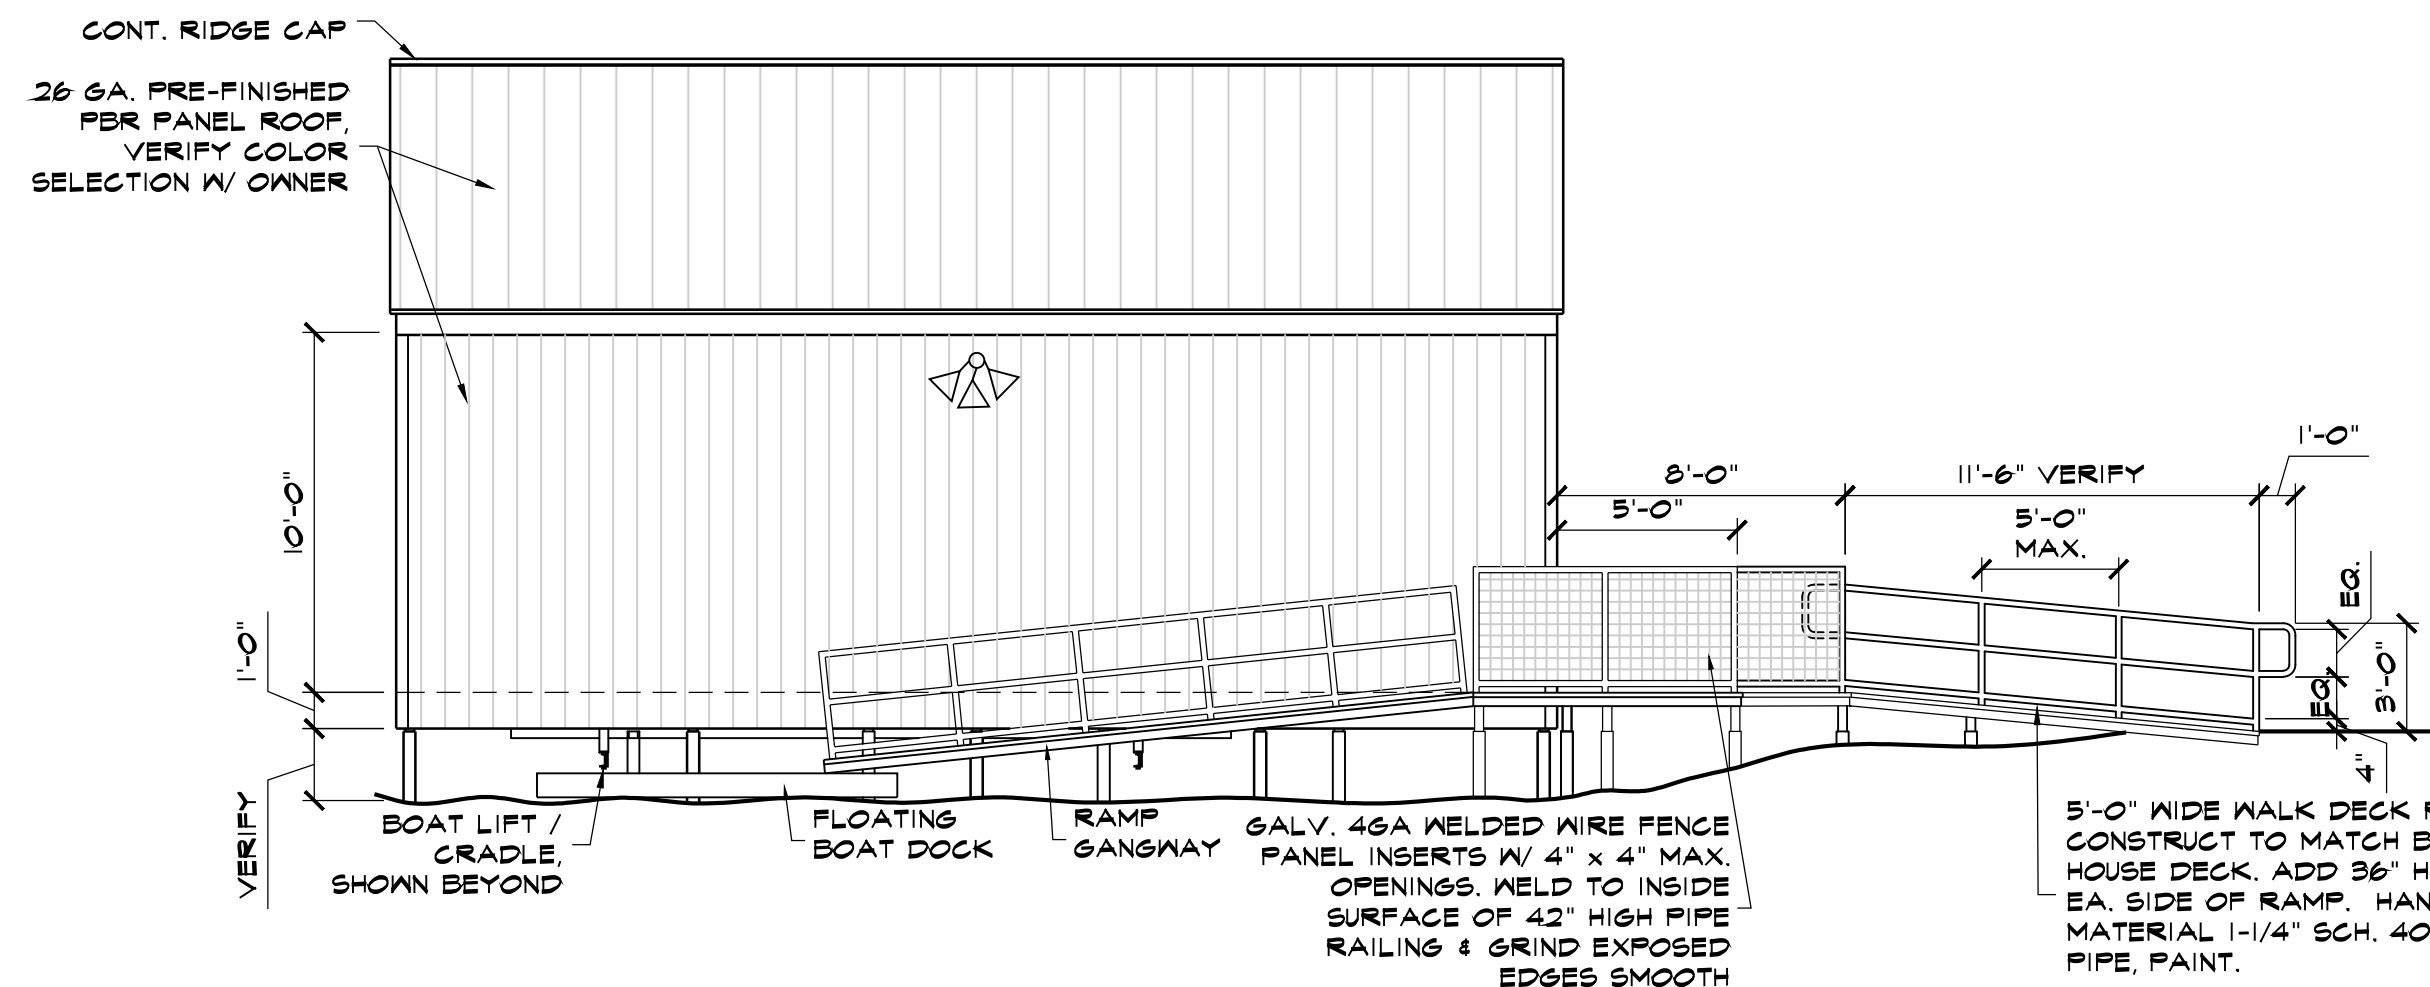 CONT. RIDGE CAP
26 GA. PRE-FINISHED
PBR PANEL ROOF,
VERIFY COLOR
SELECTION W/ OWNER
10'-0"
1'-0"
VERIFY
8'-0"
5'-0"
11'-6" VERIFY
5'-0"
MAX.
1'-0"
EQ.
EQ.
3'-0"
4"
BOAT LIFT /
CRADLE,
SHOWN BEYOND
FLOATING
BOAT DOCK
RAMP
GANGWAY
GALV. 4GA WELDED WIRE FENCE
PANEL INSERTS W/ 4" x 4" MAX.
OPENINGS. WELD TO INSIDE
SURFACE OF 42" HIGH PIPE
RAILING & GRIND EXPOSED
EDGES SMOOTH
5'-0" WIDE WALK DECK
CONSTRUCT TO MATCH
HOUSE DECK. ADD 36"
EA. SIDE OF RAMP.
MATERIAL 1-1/4" SCH. 40
PIPE, PAINT.